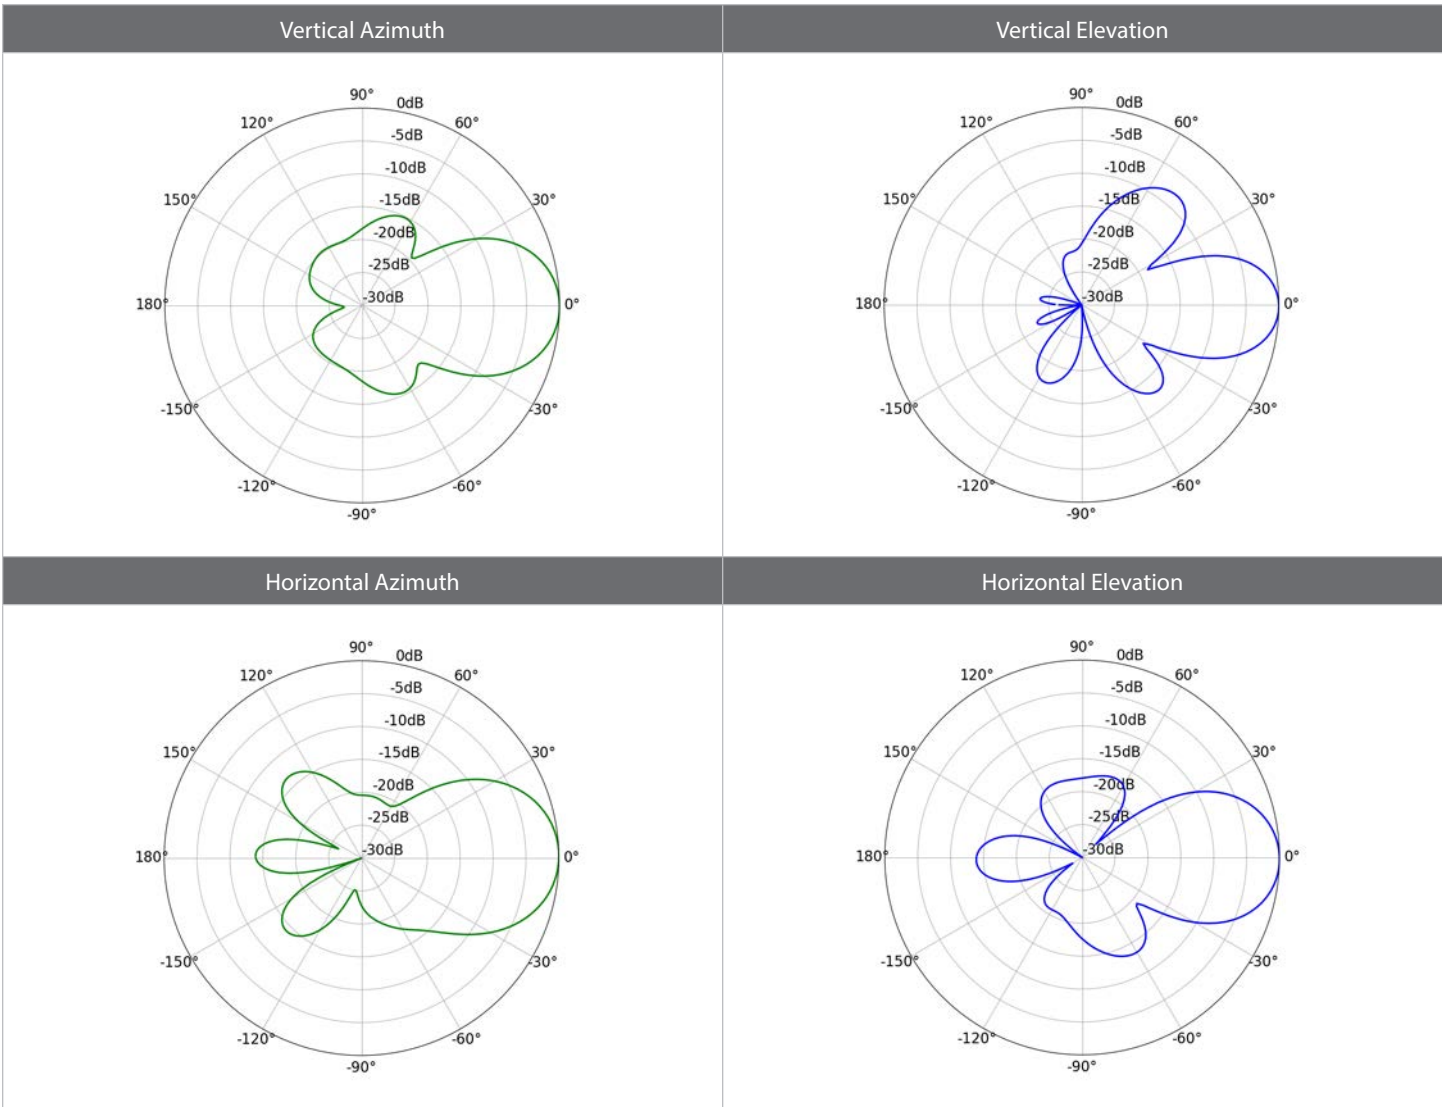 Vertical Azimuth
Vertical Elevation
90°
0dB
120°
60°
-5dB
-10dB
150°
-15dB
30°
-20dB
-25dB
180°
-30dB
0°
-150°
-30°
-120°
-60°
-90°
90°
0dB
120°
60°
-5dB
-10dB
150°
-15dB
30°
-20dB
-25dB
180°
-30dB
0°
-150°
-30°
-120°
-60°
-90°
Horizontal Azimuth
Horizontal Elevation
90°
0dB
120°
60°
-5dB
-10dB
150°
-15dB
30°
-20dB
-25dB
180°
-30dB
0°
-150°
-30°
-120°
-60°
-90°
90°
0dB
120°
60°
-5dB
-10dB
150°
-15dB
30°
-20dB
-25dB
180°
-30dB
0°
-150°
-30°
-120°
-60°
-90°